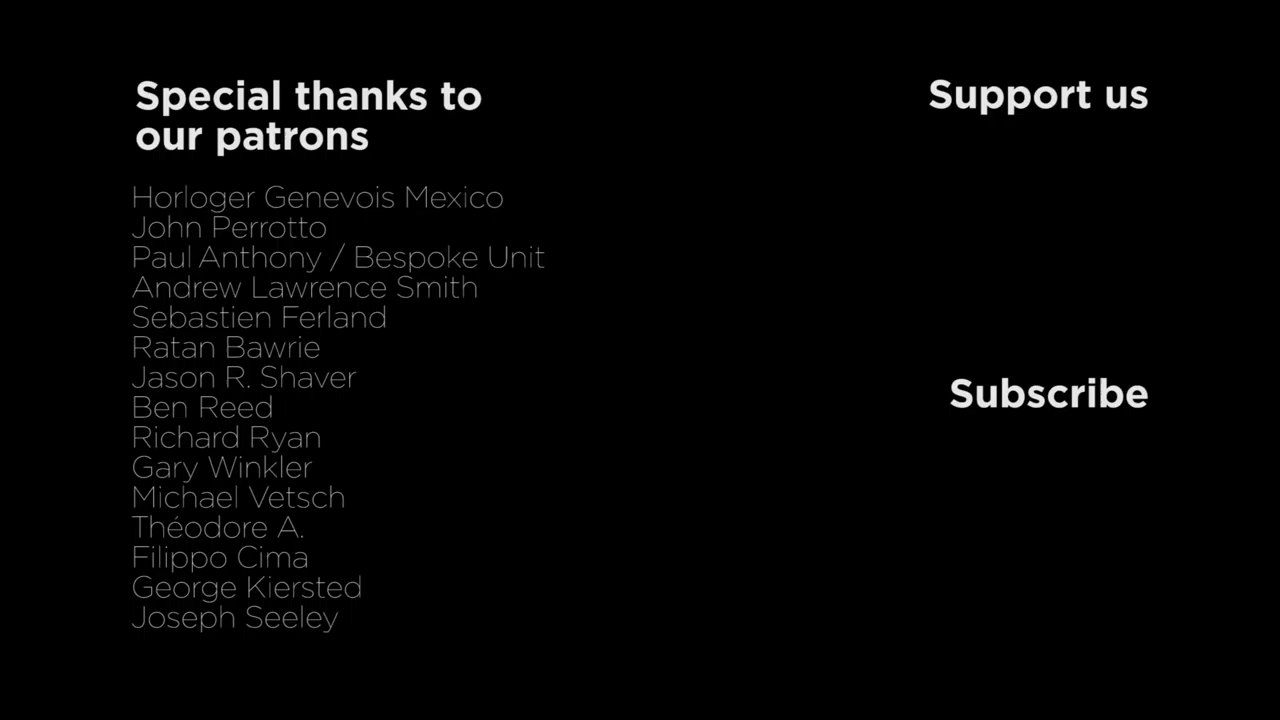 Special thanks to
our patrons
Horloger Genevois Mexico
John Perrotto
Paul Anthony / Bespoke Unit
Andrew Lawrence Smith
Sebastien Ferland
Ratan Bawrie
Jason R. Shaver
Ben Reed
Richard Ryan
Gary Winkler
Michael Vetsch
Théodore A.
Filippo Cima
George Kiersted
Joseph Seeley
Support us
Subscribe